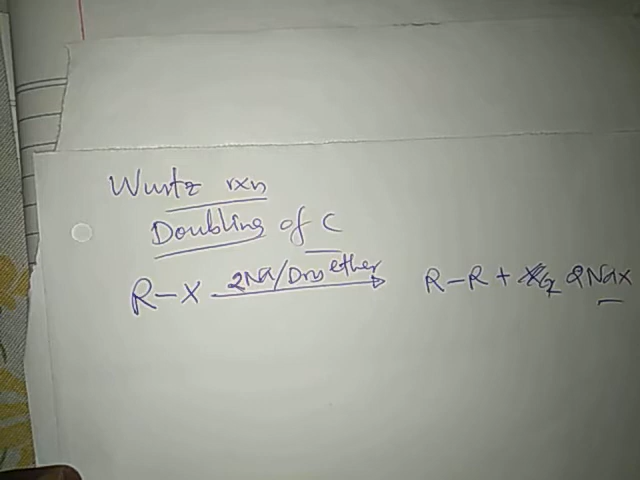 Wurtz rxn
Doubling of C
R-X 2Na/Dry ether → R-R + 2NaX